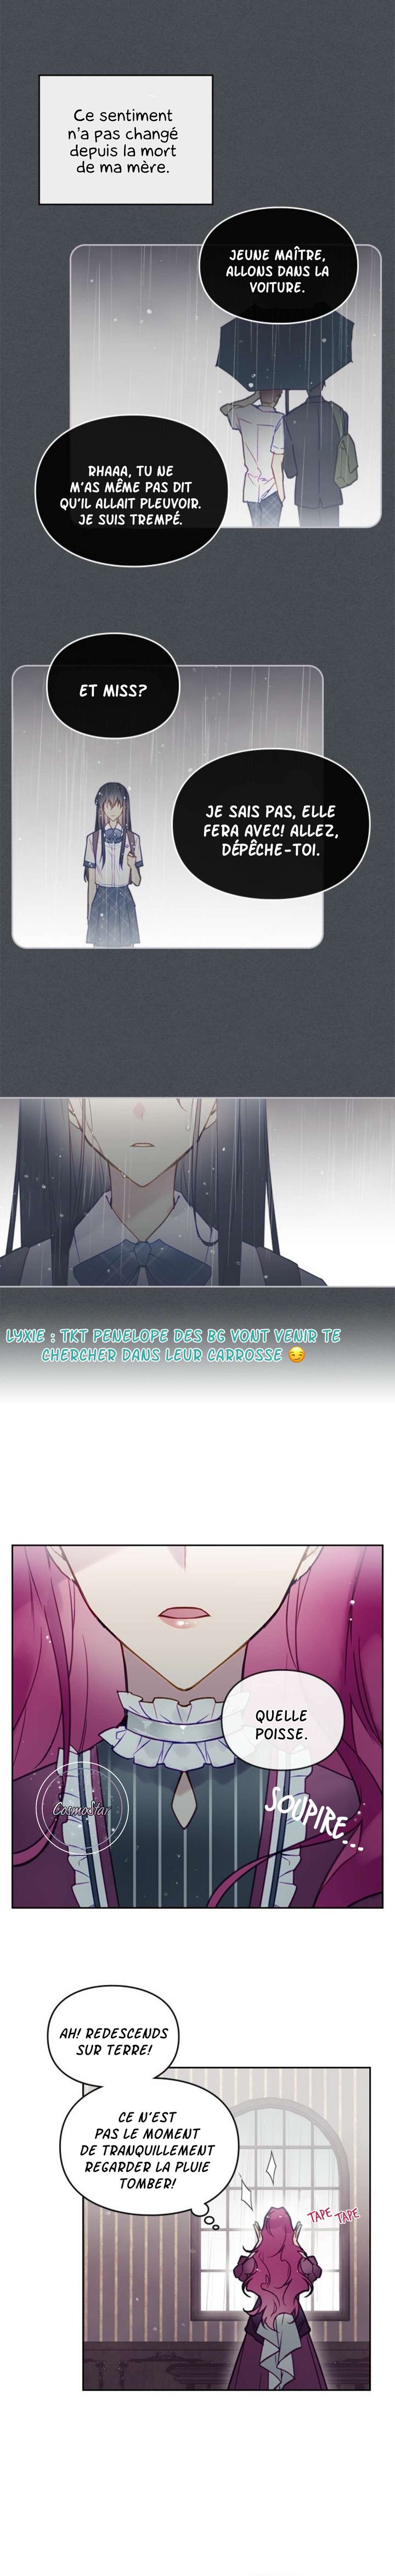 Ce sentiment
n'a pas changé
depuis la mort
de ma mère.
JEUNE MAÎTRE,
ALLONS DANS LA
VOITURE.
RHAAA, TU NE
M'AS MÊME PAS DIT
QU'IL ALLAIT PLEUVOIR.
JE SUIS TREMPÉ.
ET MISS?
JE SAIS PAS, ELLE
FERA AVEC! ALLEZ,
DÉPÊCHE-TOI.
LYXIE : TKT PENELOPE DES BG VONT VENIR TE
CHERCHER DANS LEUR CARROSSE 😏
QUELLE
POISSE.
SOUPIRE...
CosmoStar
AH! REDESCENDS
SUR TERRE!
CE N'EST
PAS LE MOMENT
DE TRANQUILLEMENT
REGARDER LA PLUIE
TOMBER!
TAPE TAPE